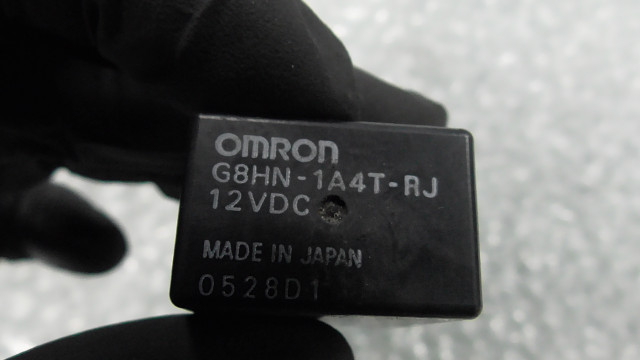 OMRON
G8HN-1A4T-RJ
12VDC
MADE IN JAPAN
0528D1